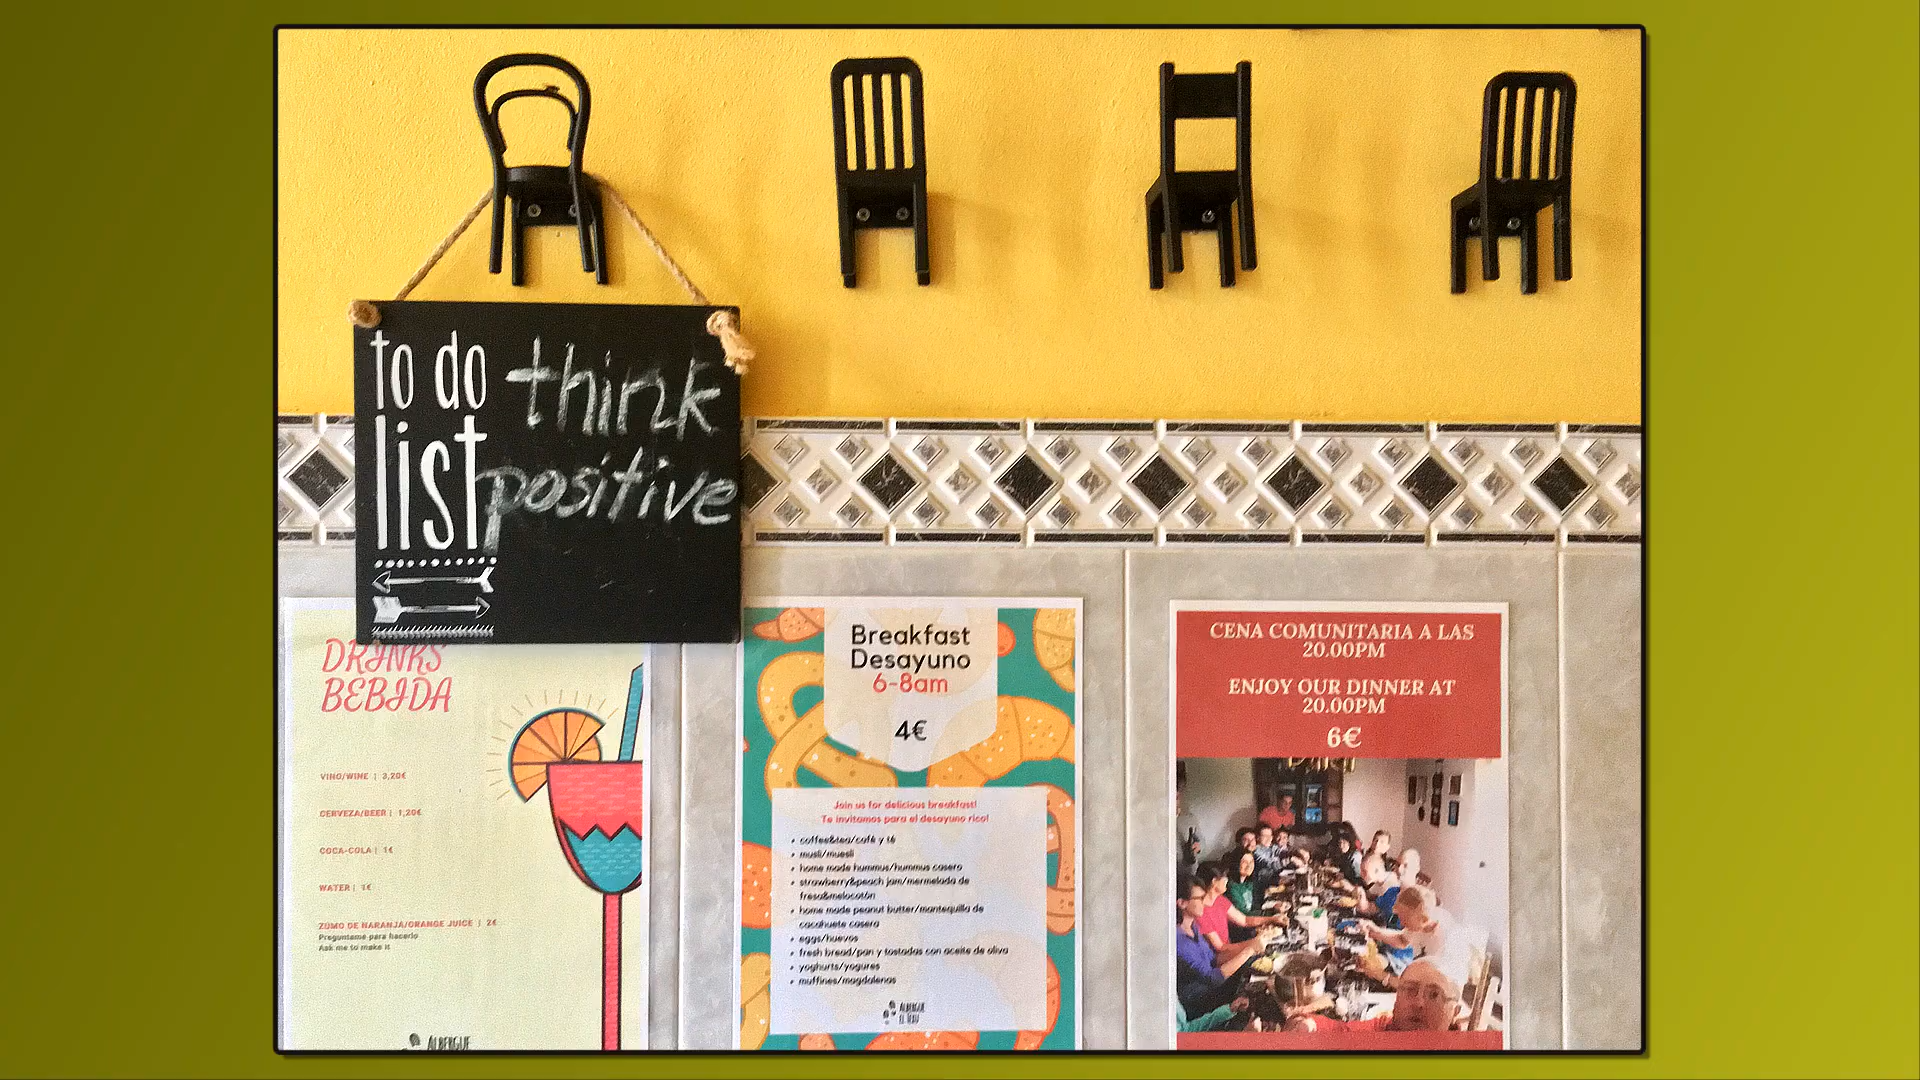 to do
list
think
positive
DRINKS
BEBIDA
VINO/WINE | 3,20€
CERVEZA/BEER | 1,20€
COCA-COLA | 1€
WATER | 1€
ZUMO DE NARANJA/ORANGE JUICE | 2€
Preguntame para hacerlo
Ask me to make it
ALBERGUE
Breakfast
Desayuno
6-8am
4€
Join us for delicious breakfast!
Te invitamos para el desayuno rico!
• coffee&tea/café y té
• musli/muesli
• home made hummus/hummus casero
• strawberry&peach jam/mermelada de
fresa&melocotón
• home made peanut butter/mantequilla de
cacahuete casera
• eggs/huevos
• fresh bread/pan y tostadas con aceite de oliva
• yoghurts/yogures
• muffines/magdalenas
ALBERGUE
CENA COMUNITARIA A LAS
20.00PM
ENJOY OUR DINNER AT
20.00PM
6€